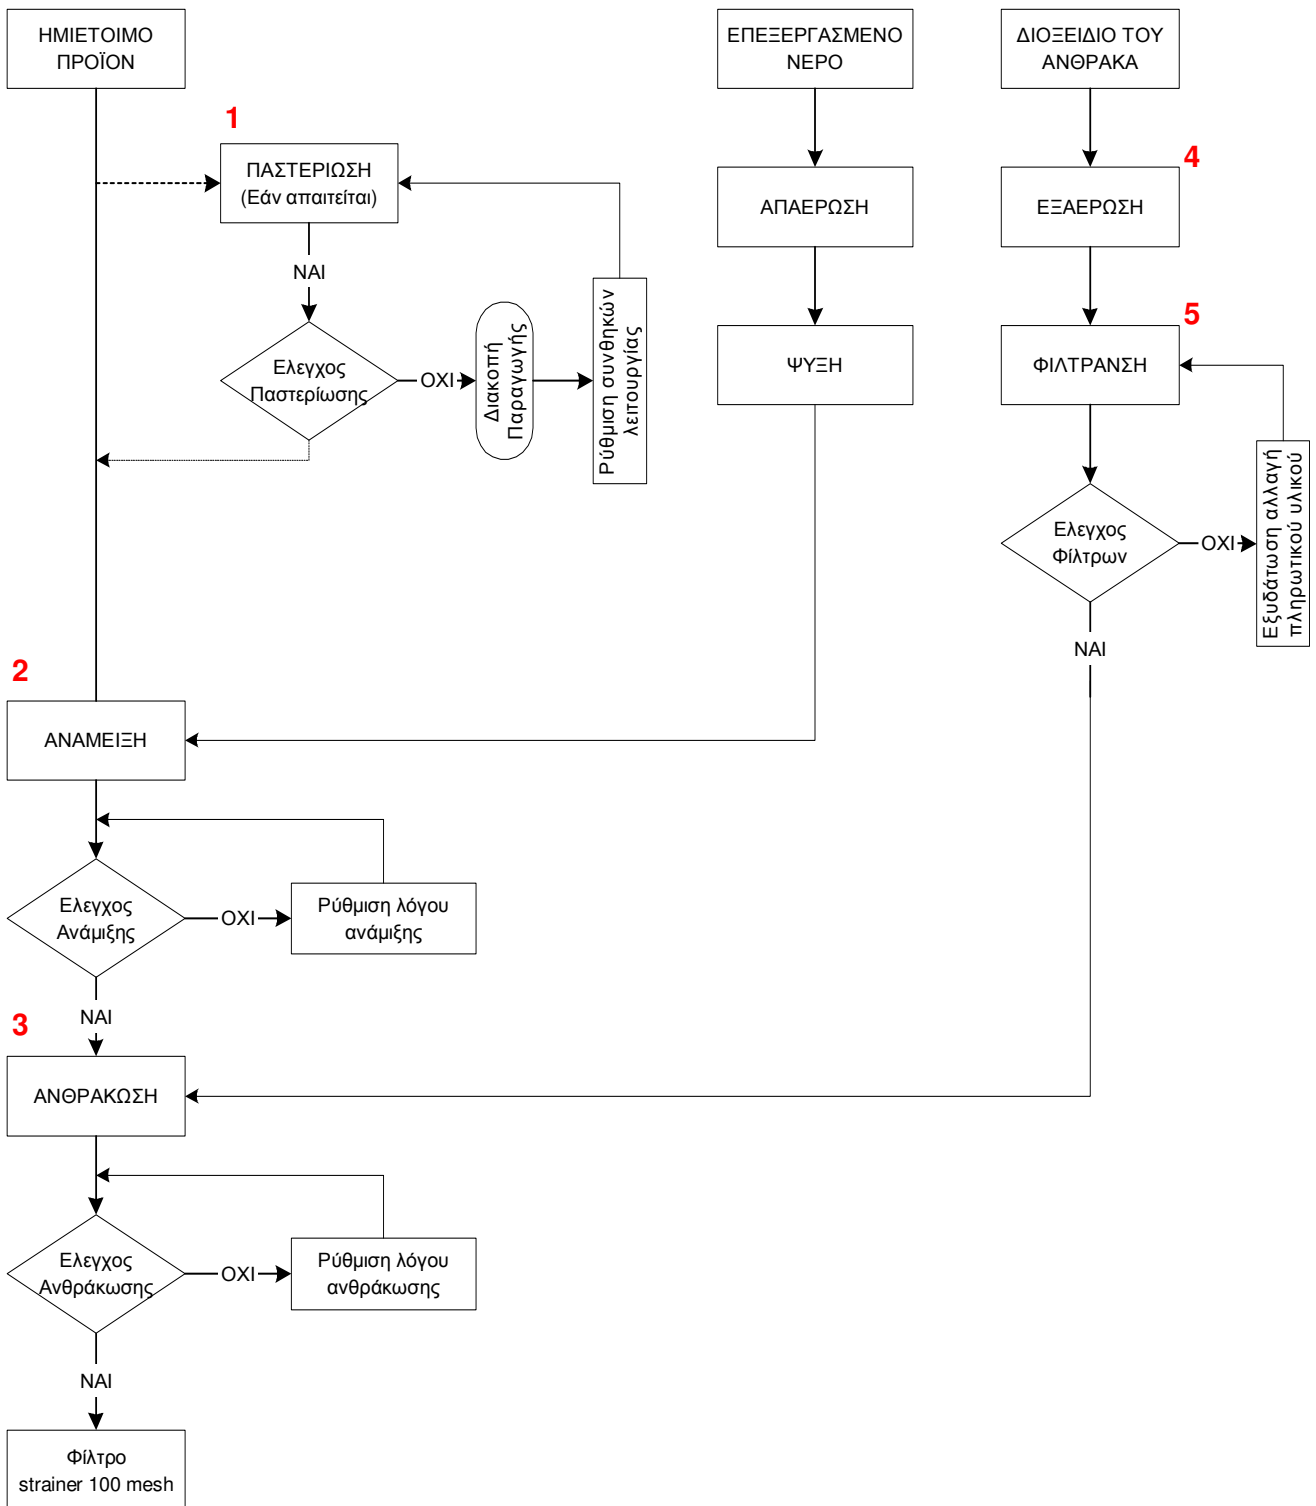 ΗΜΙΕΤΟΙΜΟ
ΠΡΟΪΟΝ
ΕΠΕΞΕΡΓΑΣΜΕΝΟ
ΝΕΡΟ
ΔΙΟΞΕΙΔΙΟ ΤΟΥ
ΑΝΘΡΑΚΑ
1
ΠΑΣΤΕΡΙΩΣΗ
(Εάν απαιτείται)
ΑΠΑΕΡΩΣΗ
4
ΕΞΑΕΡΩΣΗ
ΝΑΙ
Ελεγχος
Παστερίωσης
ΟΧΙ
Διακοπή
Παραγωγής
Ρύθμιση συνθηκών
λειτουργίας
ΨΥΞΗ
5
ΦΙΛΤΡΑΝΣΗ
Ελεγχος
Φίλτρων
ΟΧΙ
Εξυδάτωση αλλαγή
πληρωτικού υλικού
ΝΑΙ
2
ΑΝΑΜΕΙΞΗ
Ελεγχος
Ανάμιξης
ΟΧΙ
Ρύθμιση λόγου
ανάμιξης
ΝΑΙ
3
ΑΝΘΡΑΚΩΣΗ
Ελεγχος
Ανθράκωσης
ΟΧΙ
Ρύθμιση λόγου
ανθράκωσης
ΝΑΙ
Φίλτρο
strainer 100 mesh